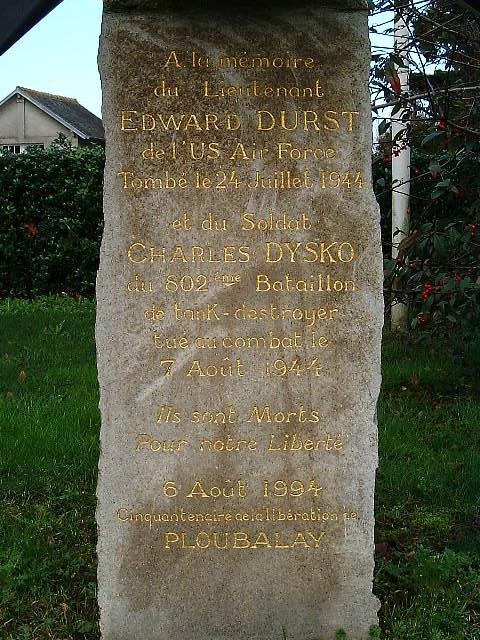 A la mémoire
du Lieutenant
EDWARD DURST
de l'US Air Force
Tombé le 24 Juillet 1944
et du Soldat
CHARLES DYSKO
du 802ème Bataillon
de tank-destroyer
tué au combat le
7 Août 1944
Ils sont Morts
Pour notre Liberté
6 Août 1994
Cinquantenaire de la libération de
PLOUBALAY